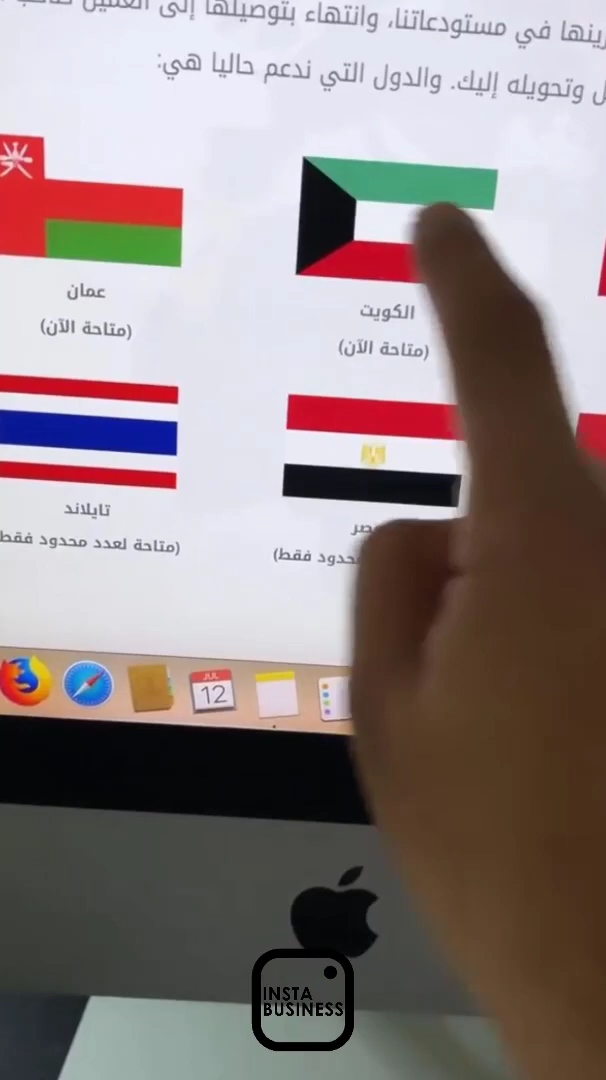 في مستودعاتنا، وانتهاء بتوصيلها إلى العميل
وتحويله إليك. والدول التي ندعم حاليا هي:
الكويت
(متاحة الآن)
عمان
(متاحة الآن)
محدود فقط)
تايلاند
(متاحة لعدد محدود فقط
JUL
12
INSTA
BUSINESS